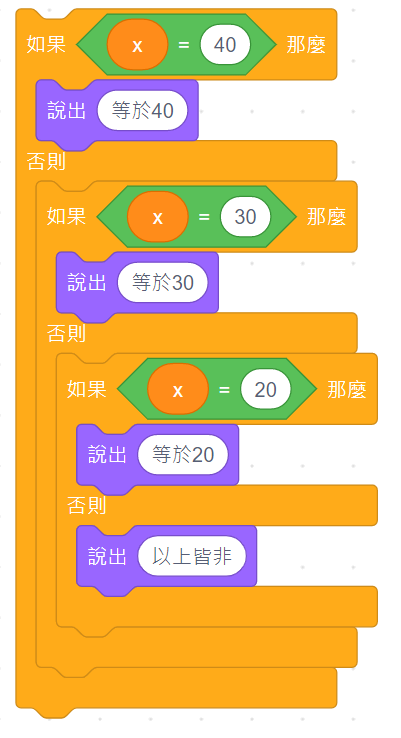 如果 x = 40 那麼
說出 等於40
否則
如果 x = 30 那麼
說出 等於30
否則
如果 x = 20 那麼
說出 等於20
否則
說出 以上皆非